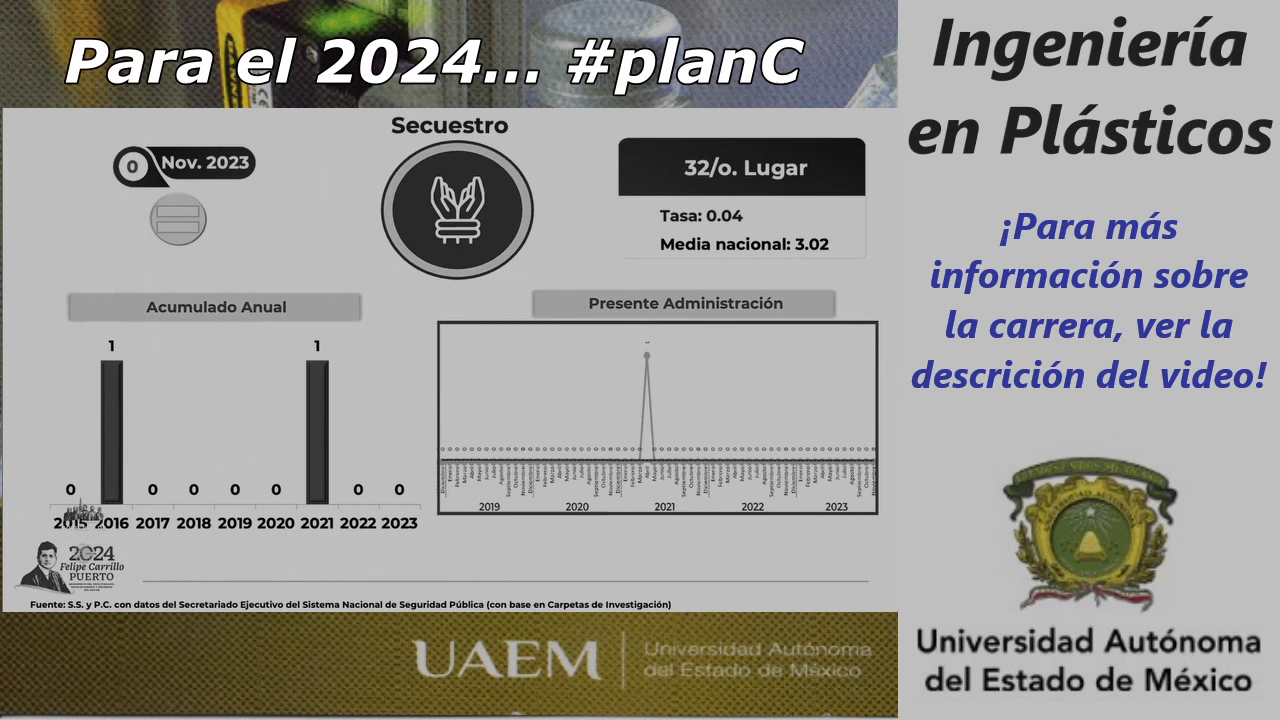 Para el 2024... #planC
Ingeniería
en Plásticos
¡Para más
información sobre
la carrera, ver la
descrición del video!
Universidad Autónoma
del Estado de México
Secuestro
0 Nov. 2023
32/o. Lugar
Tasa: 0.04
Media nacional: 3.02
Acumulado Anual
1 1
0 0 0 0 0 0 0
2015 2016 2017 2018 2019 2020 2021 2022 2023
Presente Administración
2019 2020 2021 2022 2023
2024
Felipe Carrillo
PUERTO
Fuente: S.S. y P.C. con datos del Secretariado Ejecutivo del Sistema Nacional de Seguridad Pública (con base en Carpetas de Investigación)
UAEM
Universidad Autónoma
del Estado de México